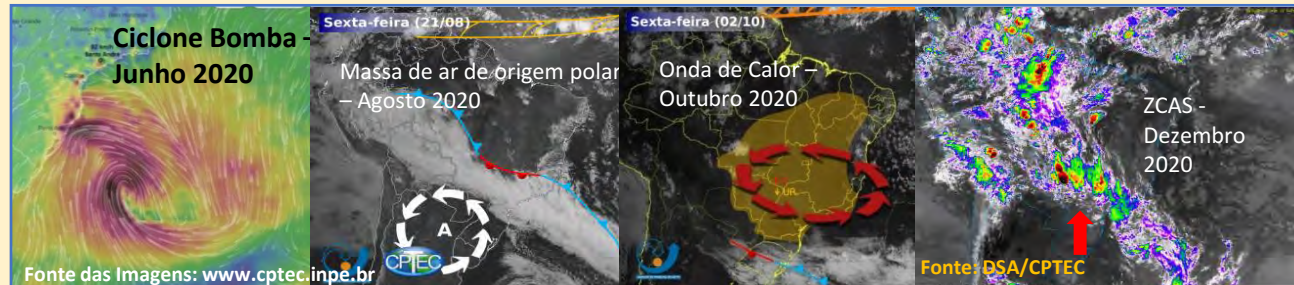 Ciclone Bomba -
Junho 2020
Fonte das Imagens: www.cptec.inpe.br
Sexta-feira (21/08)
Massa de ar de origem polar
– Agosto 2020
A
CPTEC
Sexta-feira (02/10)
Onda de Calor –
Outubro 2020
↓UR
ZCAS -
Dezembro
2020
Fonte: DSA/CPTEC